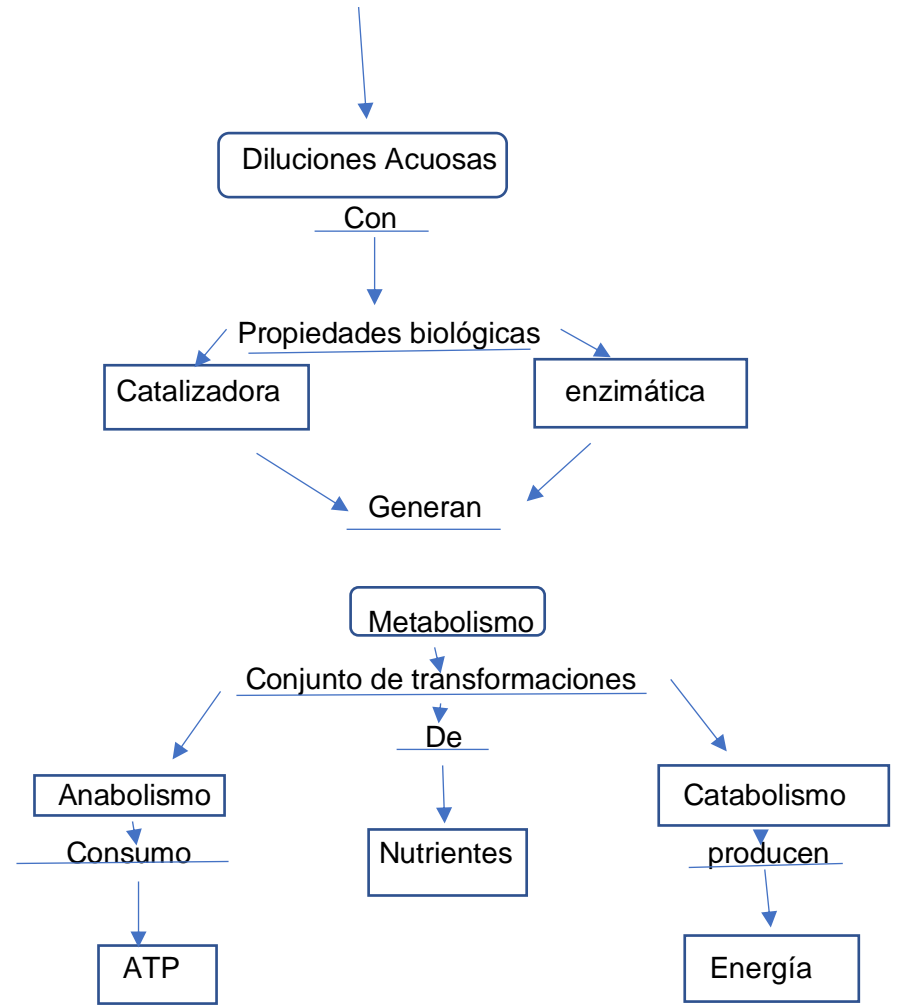 Diluciones Acuosas
Con
Propiedades biológicas
Catalizadora
enzimática
Generan
Metabolismo
Conjunto de transformaciones
De
Anabolismo
Catabolismo
Consumo
Nutrientes
producen
ATP
Energía